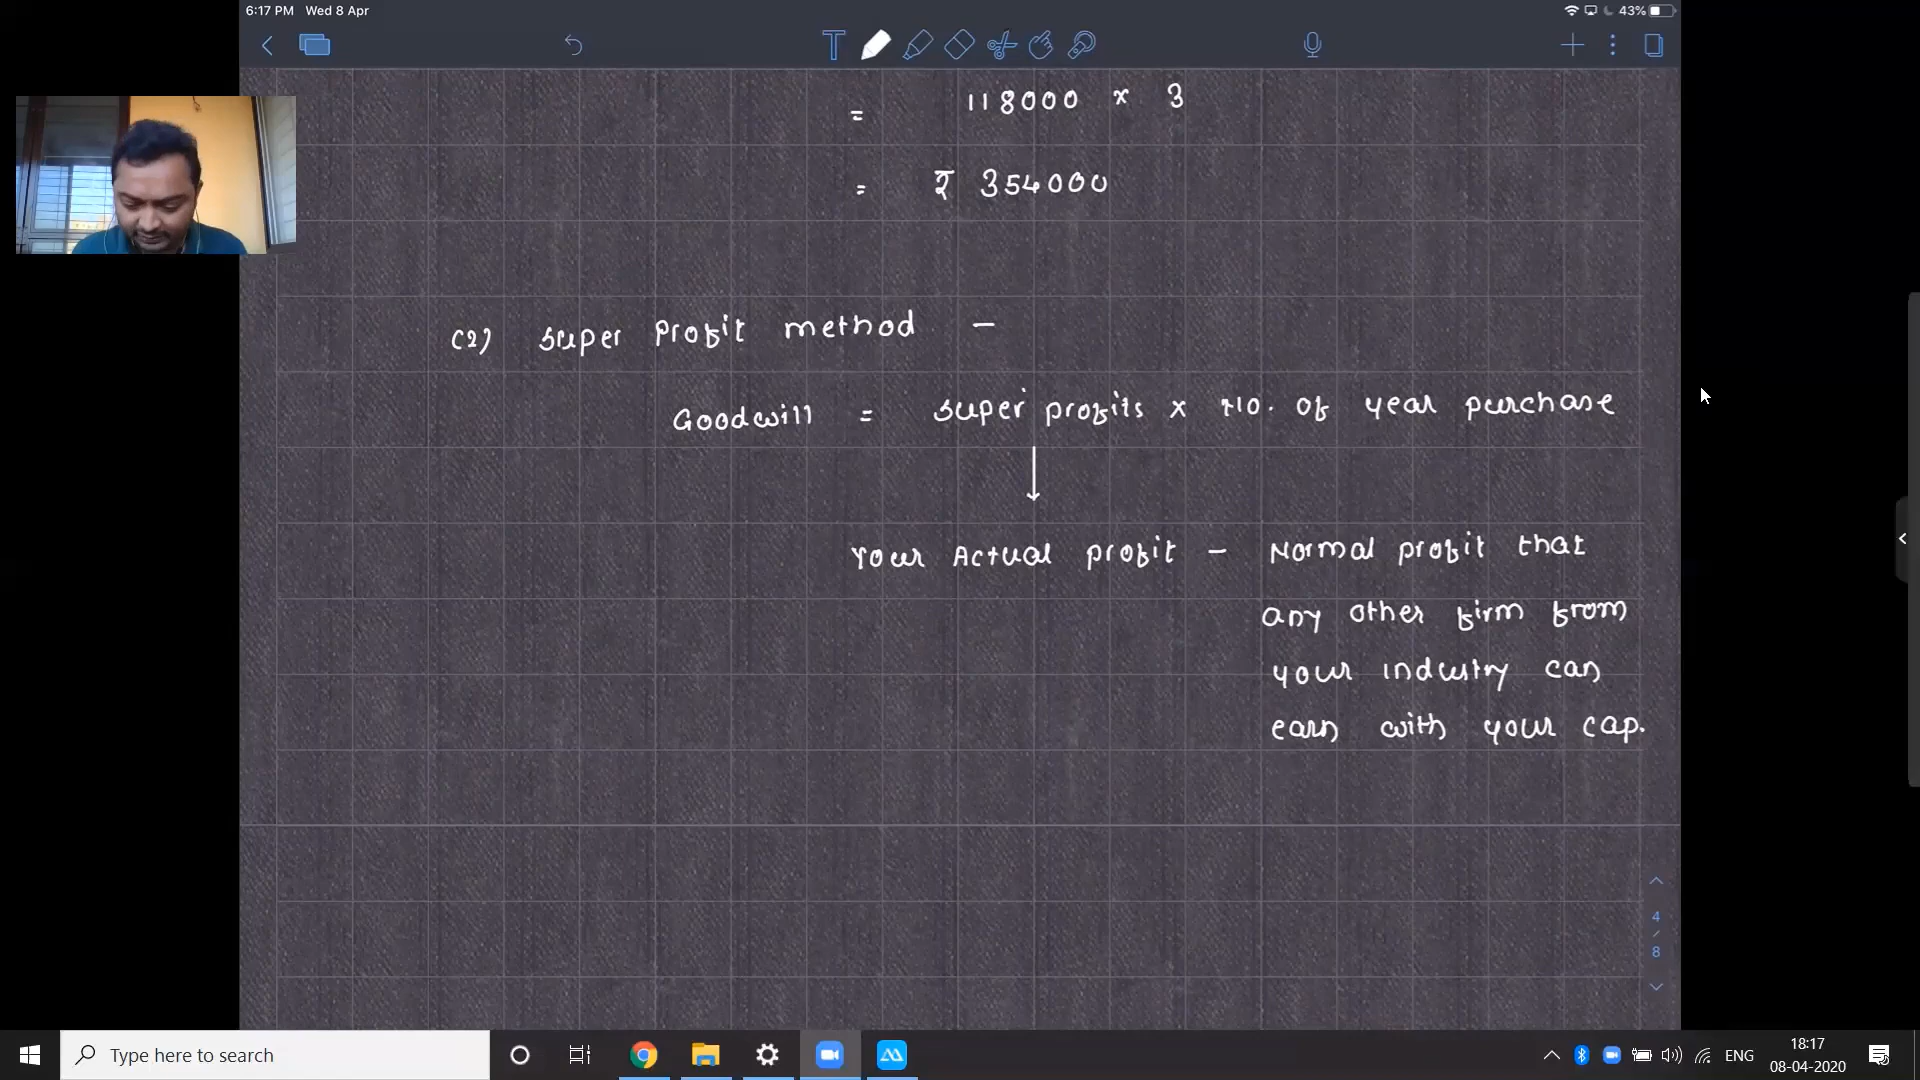 6:17 PM Wed 8 Apr
43%
= 118000 x 3
= ₹ 354000
(2) Super Profit method -
Goodwill = super profits x No. of year purchase
Your Actual profit - Normal profit that
any other firm from
your industry can
earn with your cap.
4
/
8
Type here to search
ENG
18:17
08-04-2020